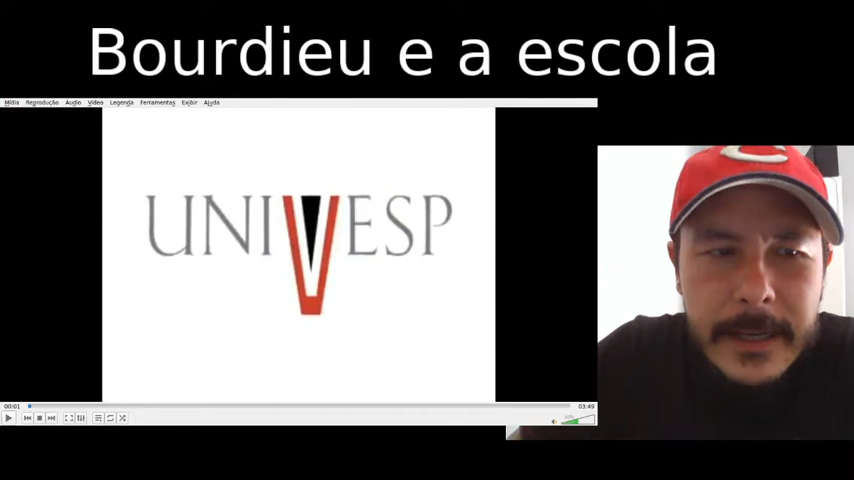 Bourdieu e a escola
Mídia Reprodução Áudio Vídeo Legenda Ferramentas Exibir Ajuda
UNIVESP
00:01 03:49